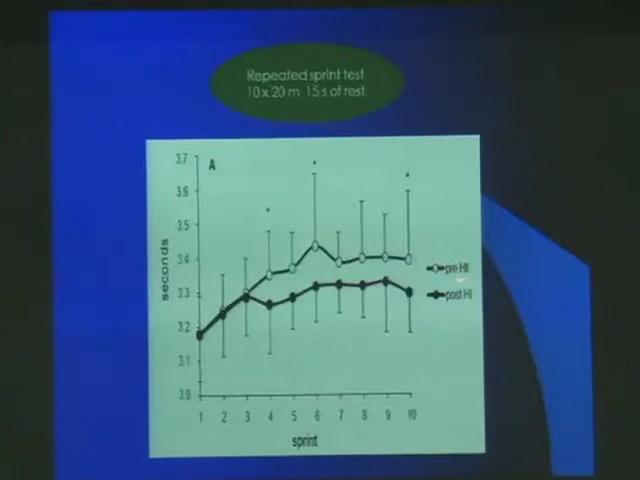 Repeated sprint test
10 x 20 m 15 s of rest
A
seconds
3.7
3.6
3.5
3.4
3.3
3.2
3.1
3.0
1 2 3 4 5 6 7 8 9 10
sprint
pre HI
post HI